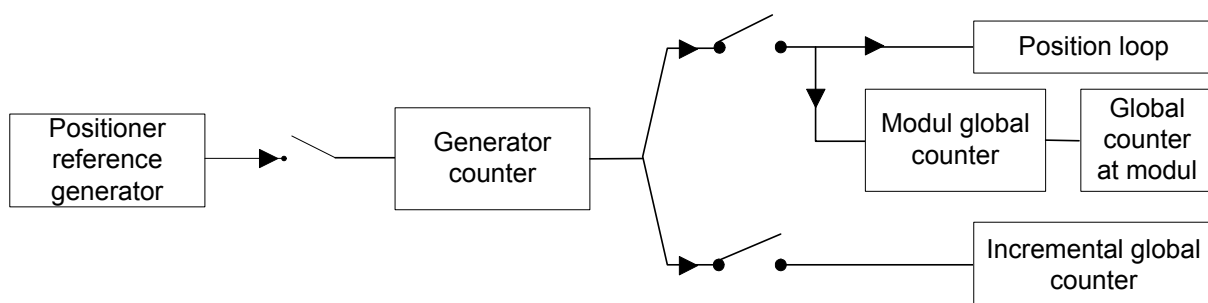 Positioner
reference
generator
Generator
counter
Position loop
Modul global
counter
Global
counter
at modul
Incremental global
counter